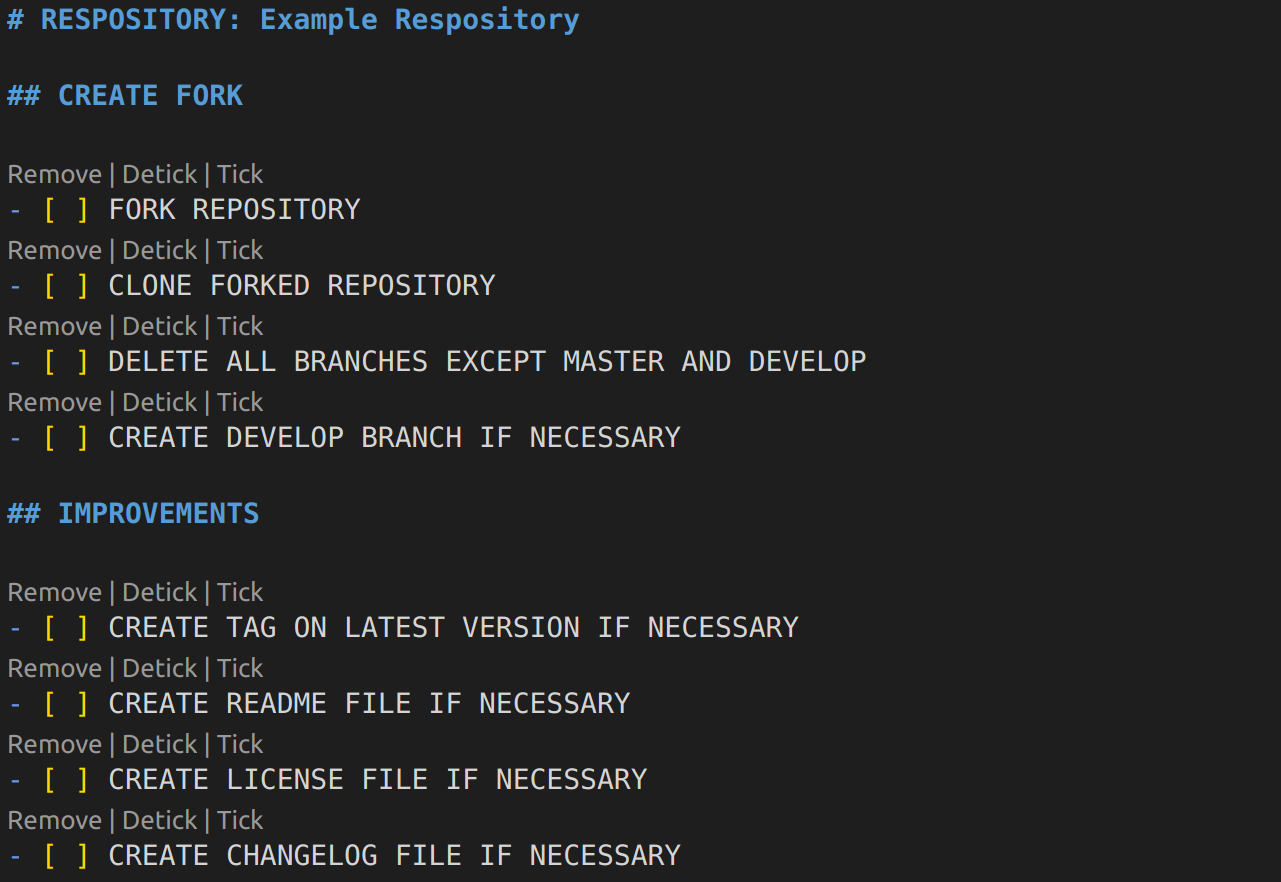 # RESPOSITORY: Example Respository
## CREATE FORK
Remove | Detick | Tick
- [ ] FORK REPOSITORY
Remove | Detick | Tick
- [ ] CLONE FORKED REPOSITORY
Remove | Detick | Tick
- [ ] DELETE ALL BRANCHES EXCEPT MASTER AND DEVELOP
Remove | Detick | Tick
- [ ] CREATE DEVELOP BRANCH IF NECESSARY
## IMPROVEMENTS
Remove | Detick | Tick
- [ ] CREATE TAG ON LATEST VERSION IF NECESSARY
Remove | Detick | Tick
- [ ] CREATE README FILE IF NECESSARY
Remove | Detick | Tick
- [ ] CREATE LICENSE FILE IF NECESSARY
Remove | Detick | Tick
- [ ] CREATE CHANGELOG FILE IF NECESSARY